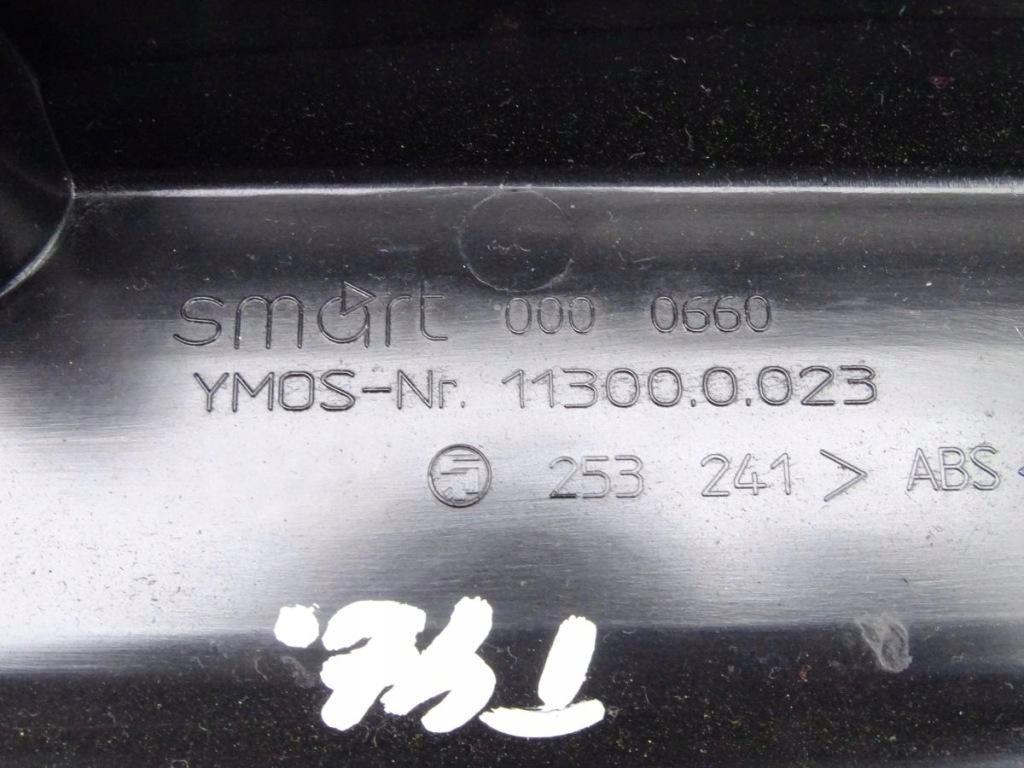 smart 000 0660
YMOS-Nr. 11300.0.023
253 241 > ABS <